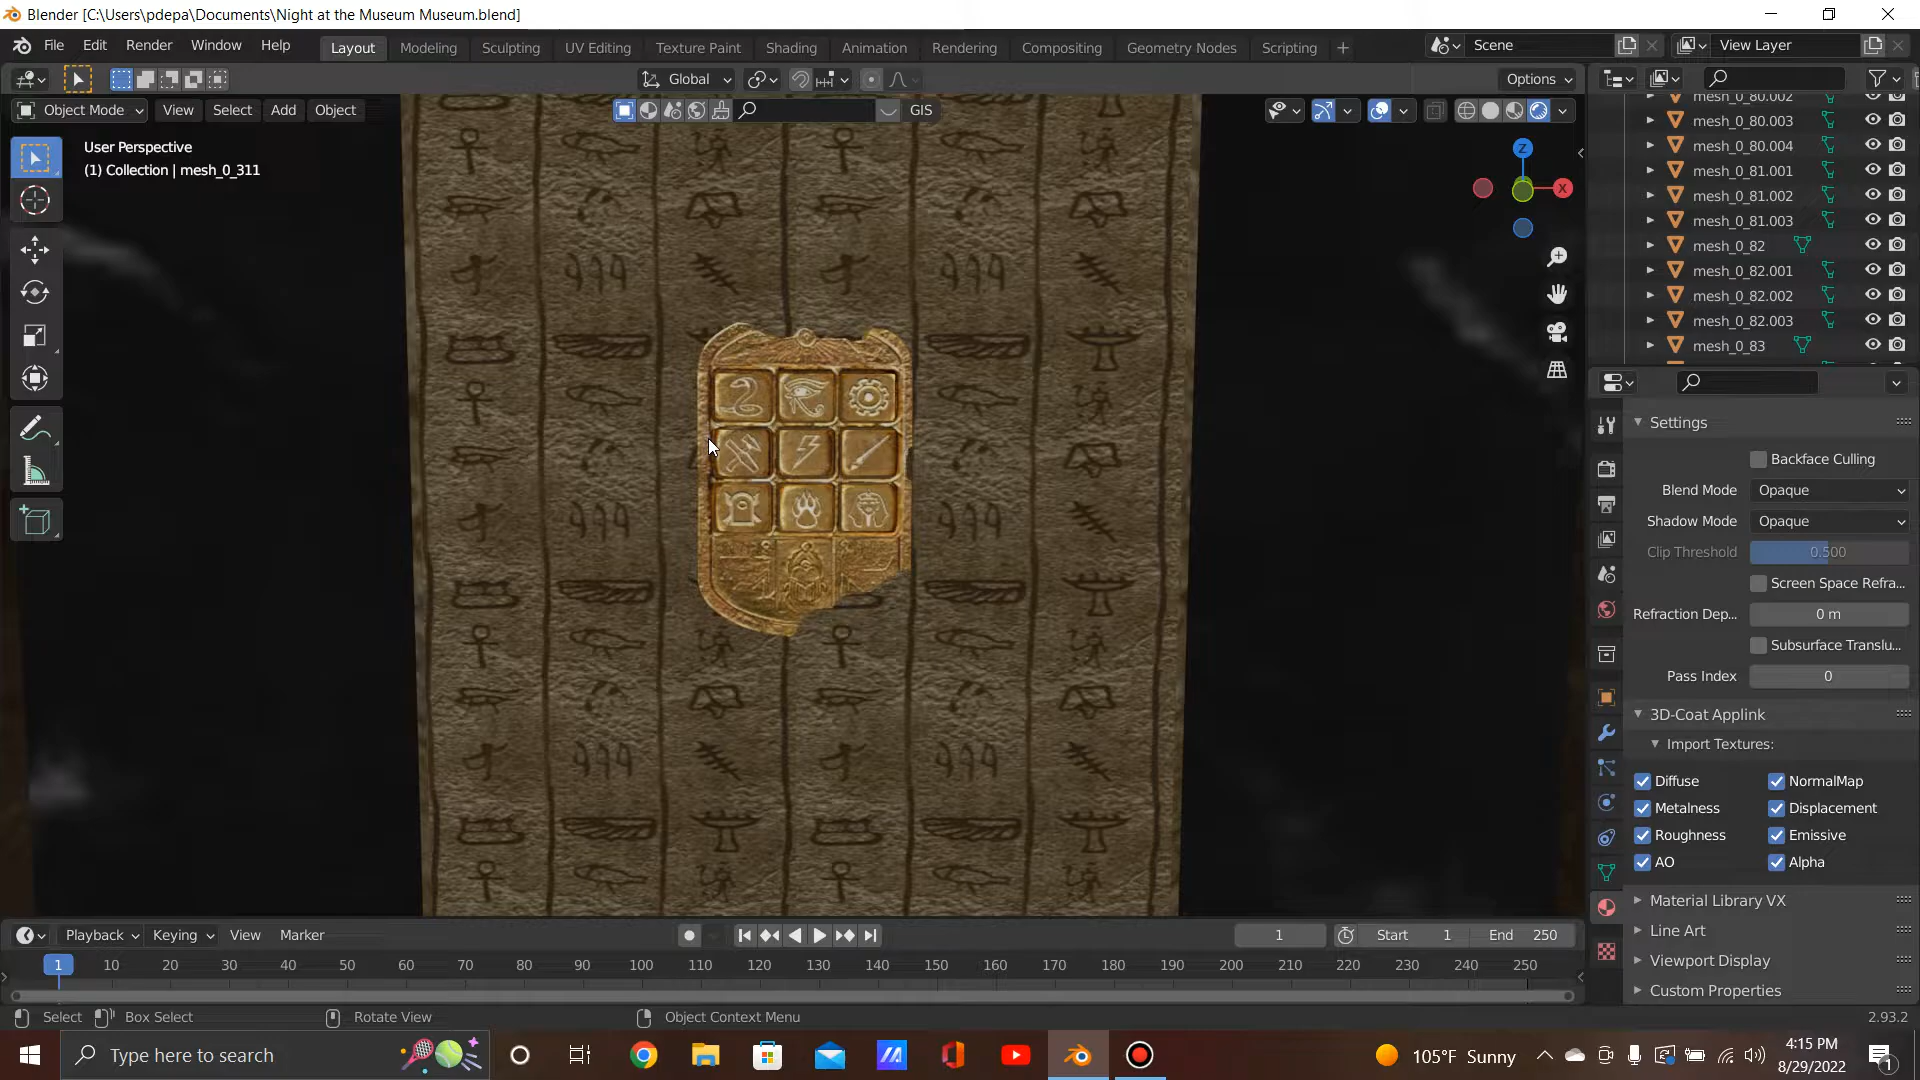 Blender [C:\Users\pdepa\Documents\Night at the Museum Museum.blend]
File Edit Render Window Help Layout Modeling Sculpting UV Editing Texture Paint Shading Animation Rendering Compositing Geometry Nodes Scripting + Scene View Layer
Global Options
Object Mode View Select Add Object GIS
User Perspective
(1) Collection | mesh_0_311
Z
X
mesh_0_80.002
mesh_0_80.003
mesh_0_80.004
mesh_0_81.001
mesh_0_81.002
mesh_0_81.003
mesh_0_82
mesh_0_82.001
mesh_0_82.002
mesh_0_82.003
mesh_0_83
Settings
Backface Culling
Blend Mode Opaque
Shadow Mode Opaque
Clip Threshold 0.500
Screen Space Refra...
Refraction Dep... 0 m
Subsurface Translu...
Pass Index 0
3D-Coat Applink
Import Textures:
Diffuse NormalMap
Metalness Displacement
Roughness Emissive
AO Alpha
Material Library VX
Line Art
Viewport Display
Custom Properties
Playback Keying View Marker 1 Start 1 End 250
1 10 20 30 40 50 60 70 80 90 100 110 120 130 140 150 160 170 180 190 200 210 220 230 240 250
Select Box Select Rotate View Object Context Menu 2.93.2
Type here to search 105°F Sunny 4:15 PM
8/29/2022 1